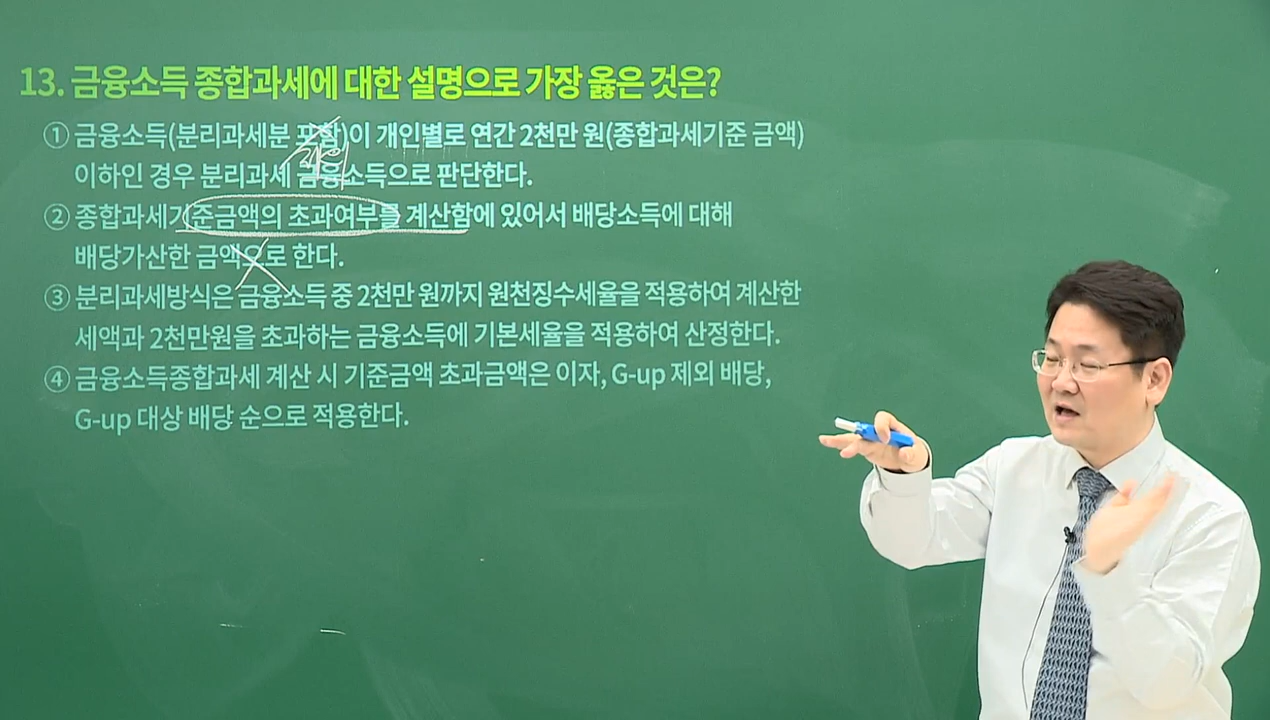 13. 금융소득 종합과세에 대한 설명으로 가장 옳은 것은?
① 금융소득(분리과세분 포함)이 개인별로 연간 2천만 원(종합과세기준 금액)
제외
이하인 경우 분리과세 금융소득으로 판단한다.
② 종합과세기준금액의 초과여부를 계산함에 있어서 배당소득에 대해
배당가산한 금액으로 한다.
③ 분리과세방식은 금융소득 중 2천만 원까지 원천징수세율을 적용하여 계산한
세액과 2천만원을 초과하는 금융소득에 기본세율을 적용하여 산정한다.
④ 금융소득종합과세 계산 시 기준금액 초과금액은 이자, G-up 제외 배당,
G-up 대상 배당 순으로 적용한다.